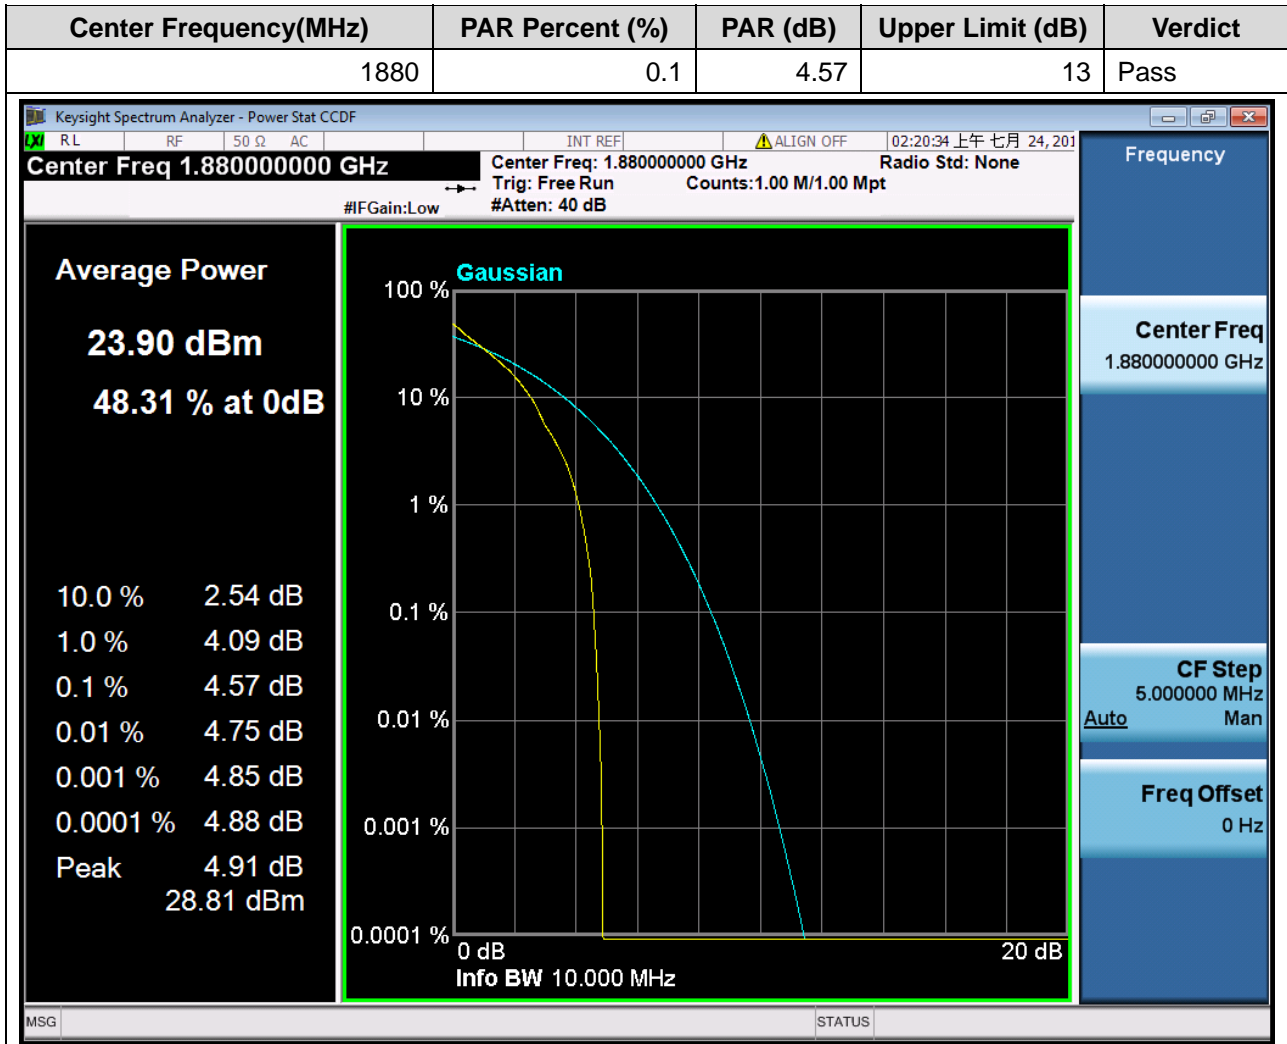 Center Frequency(MHz) PAR Percent (%) PAR (dB) Upper Limit (dB) Verdict
1880 0.1 4.57 13 Pass
Keysight Spectrum Analyzer - Power Stat CCDF
LXI RL RF 50 Ω AC INT REF ALIGN OFF 02:20:34 上午 七月 24, 201
Center Freq 1.880000000 GHz
Center Freq: 1.880000000 GHz Radio Std: None
Trig: Free Run Counts:1.00 M/1.00 Mpt
#IFGain:Low #Atten: 40 dB
Average Power
23.90 dBm
48.31 % at 0dB
10.0 % 2.54 dB
1.0 % 4.09 dB
0.1 % 4.57 dB
0.01 % 4.75 dB
0.001 % 4.85 dB
0.0001 % 4.88 dB
Peak 4.91 dB
28.81 dBm
Gaussian
100 %
10 %
1 %
0.1 %
0.01 %
0.001 %
0.0001 %
0 dB 20 dB
Info BW 10.000 MHz
Frequency
Center Freq
1.880000000 GHz
CF Step
5.000000 MHz
Auto Man
Freq Offset
0 Hz
MSG STATUS